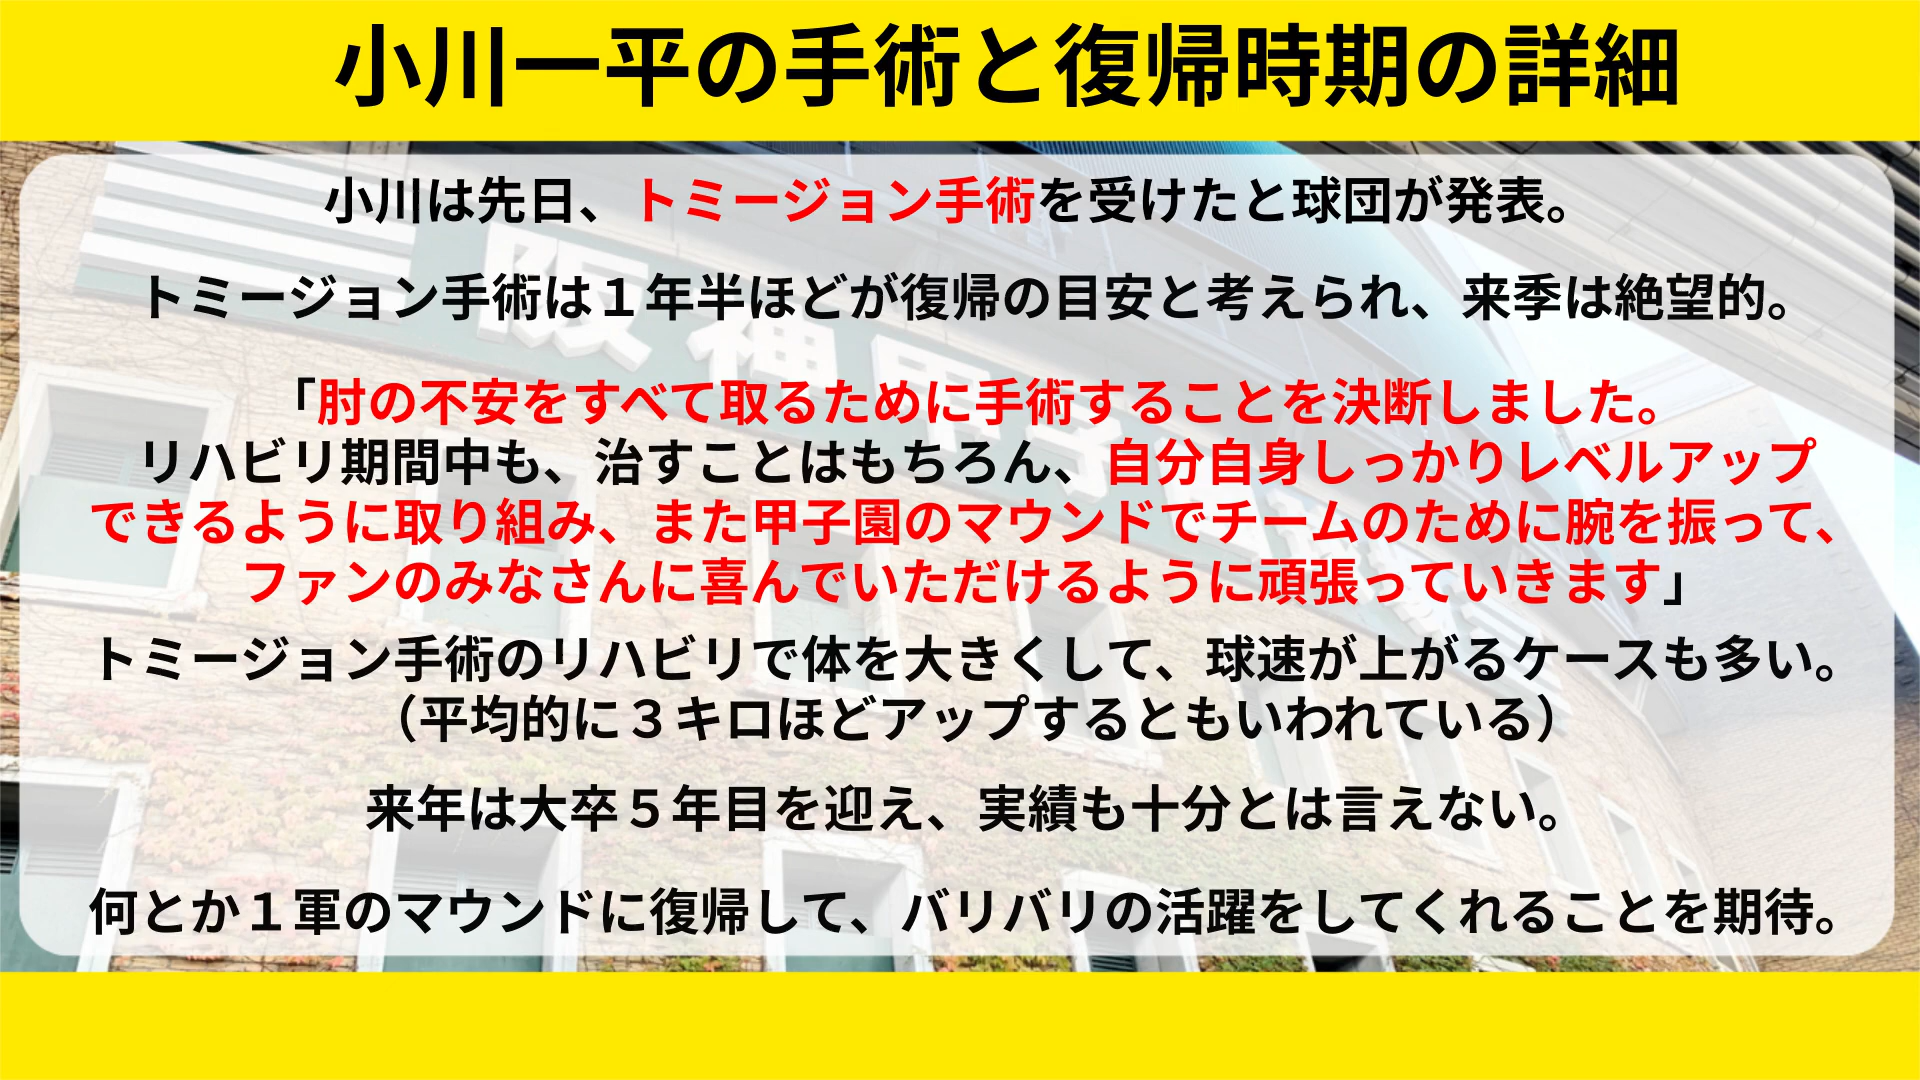 小川一平の手術と復帰時期の詳細
小川は先日、トミージョン手術を受けたと球団が発表。
トミージョン手術は１年半ほどが復帰の目安と考えられ、来季は絶望的。
「肘の不安をすべて取るために手術することを決断しました。
リハビリ期間中も、治すことはもちろん、自分自身しっかりレベルアップ
できるように取り組み、また甲子園のマウンドでチームのために腕を振って、
ファンのみなさんに喜んでいただけるように頑張っていきます」
トミージョン手術のリハビリで体を大きくして、球速が上がるケースも多い。
（平均的に３キロほどアップするともいわれている）
来年は大卒５年目を迎え、実績も十分とは言えない。
何とか１軍のマウンドに復帰して、バリバリの活躍をしてくれることを期待。
阪神甲子